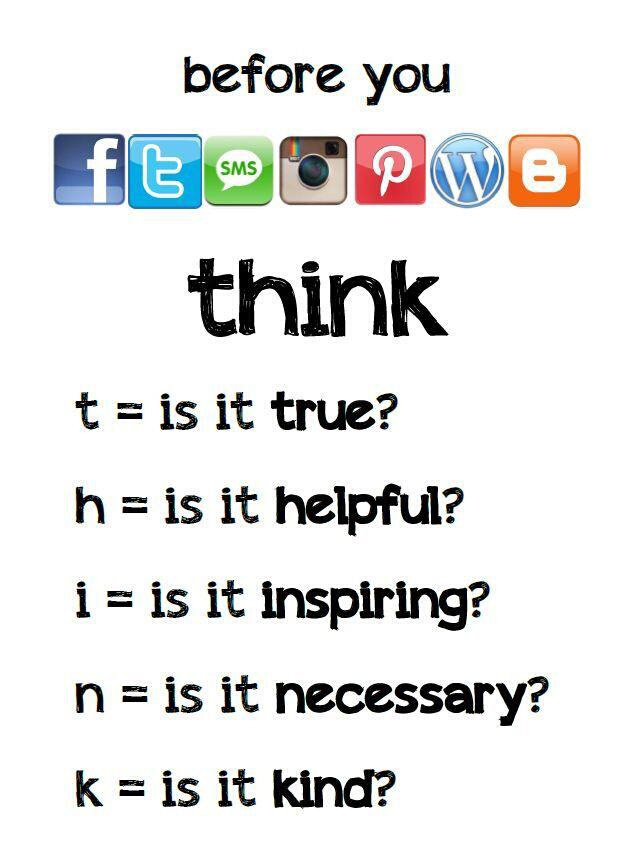 before you
f t SMS P W B
think
t = is it true?
h = is it helpful?
i = is it inspiring?
n = is it necessary?
k = is it kind?